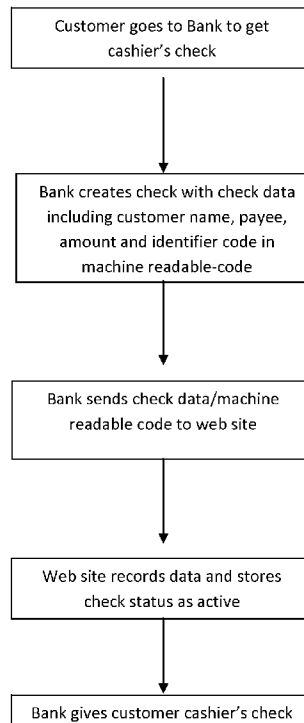 Customer goes to Bank to get
cashier's check
Bank creates check with check data
including customer name, payee,
amount and identifier code in
machine readable-code
Bank sends check data/machine
readable code to web site
Web site records data and stores
check status as active
Bank gives customer cashier's check